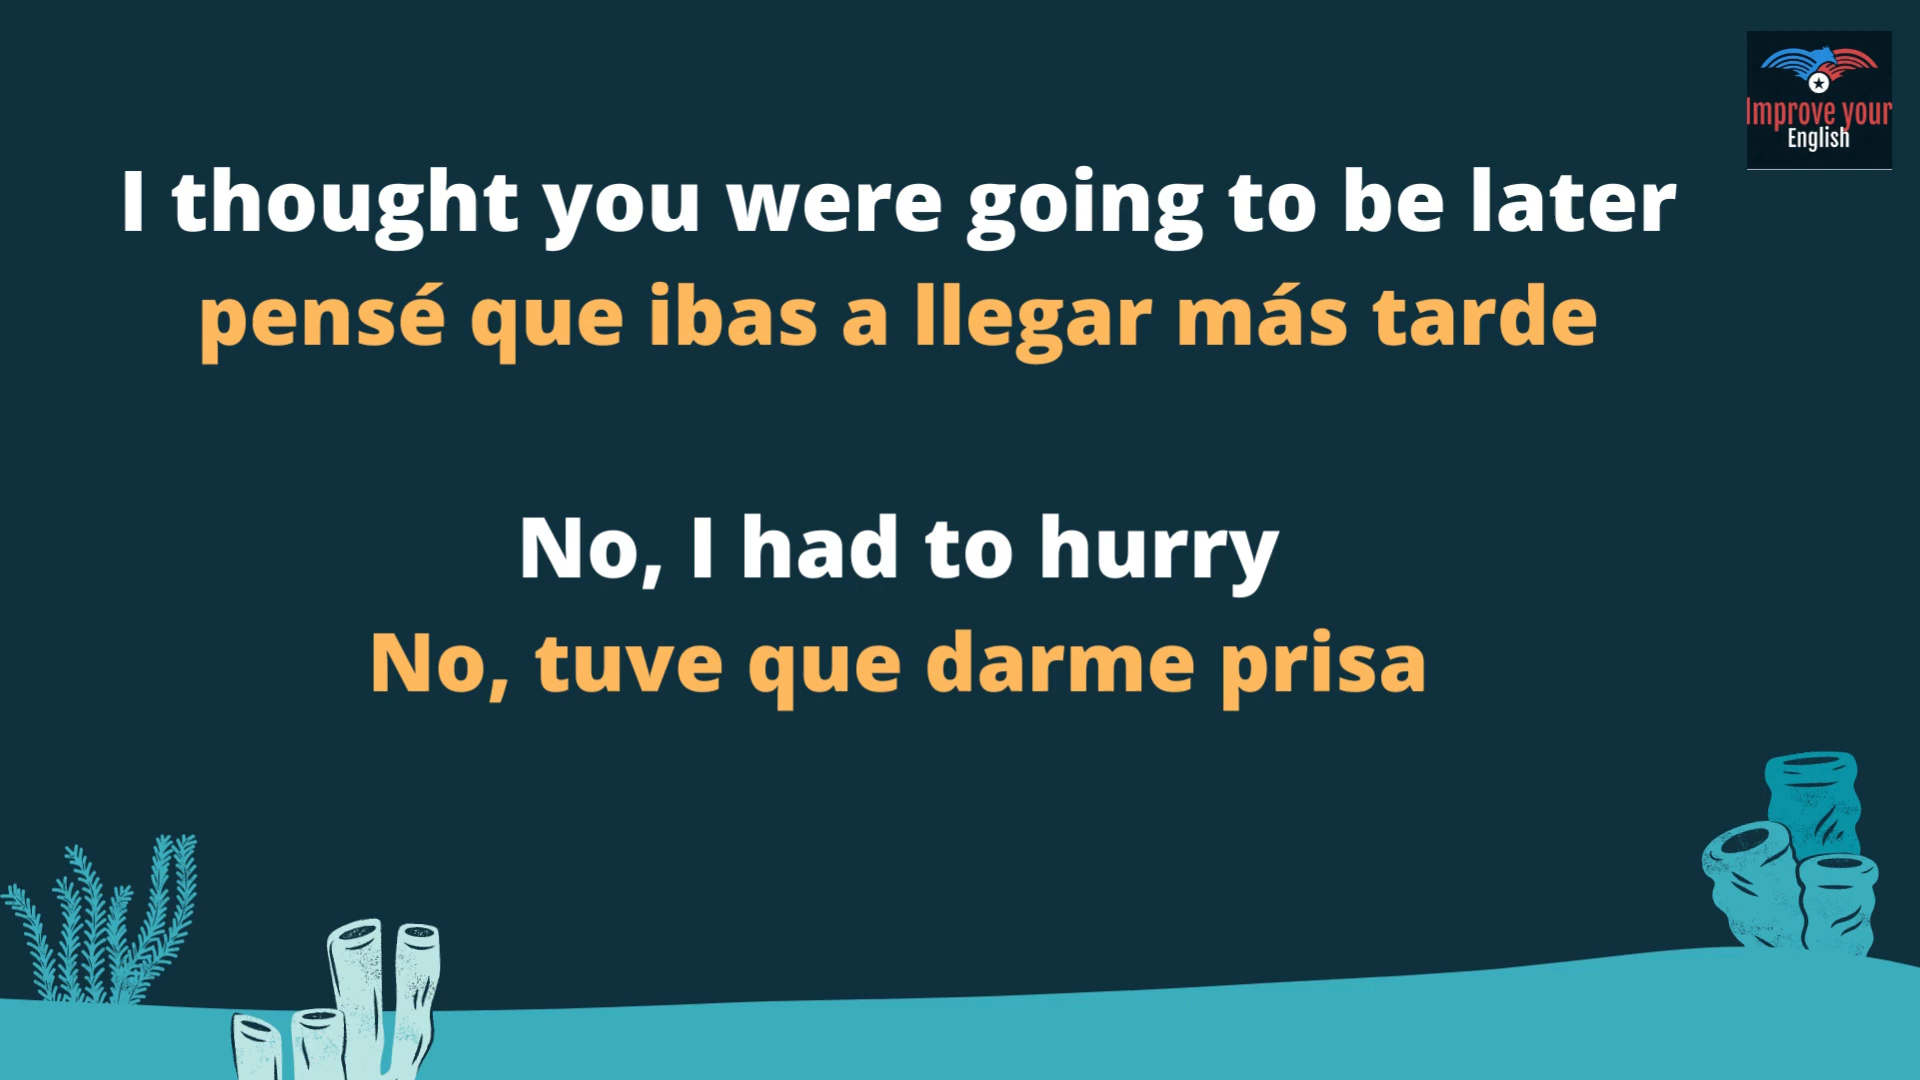 Improve your
English
I thought you were going to be later
pensé que ibas a llegar más tarde
No, I had to hurry
No, tuve que darme prisa